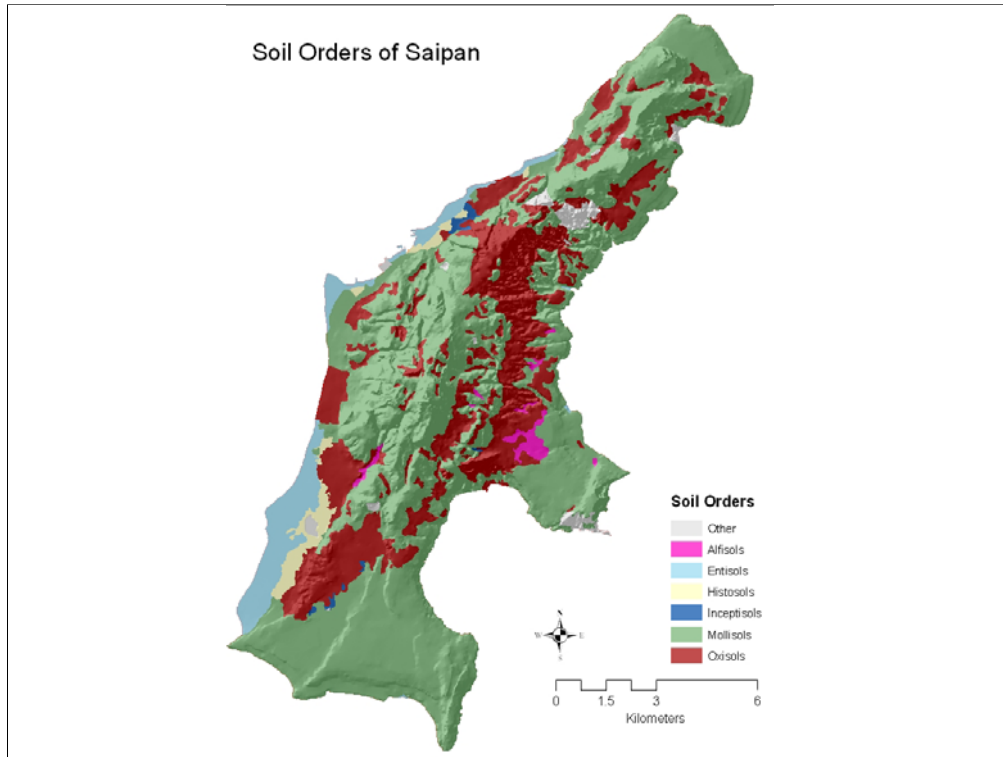 Soil Orders of Saipan
Soil Orders
Other
Alfisols
Entisols
Histosols
Inceptisols
Mollisols
Oxisols
N
W E
S
0 1.5 3 6
Kilometers